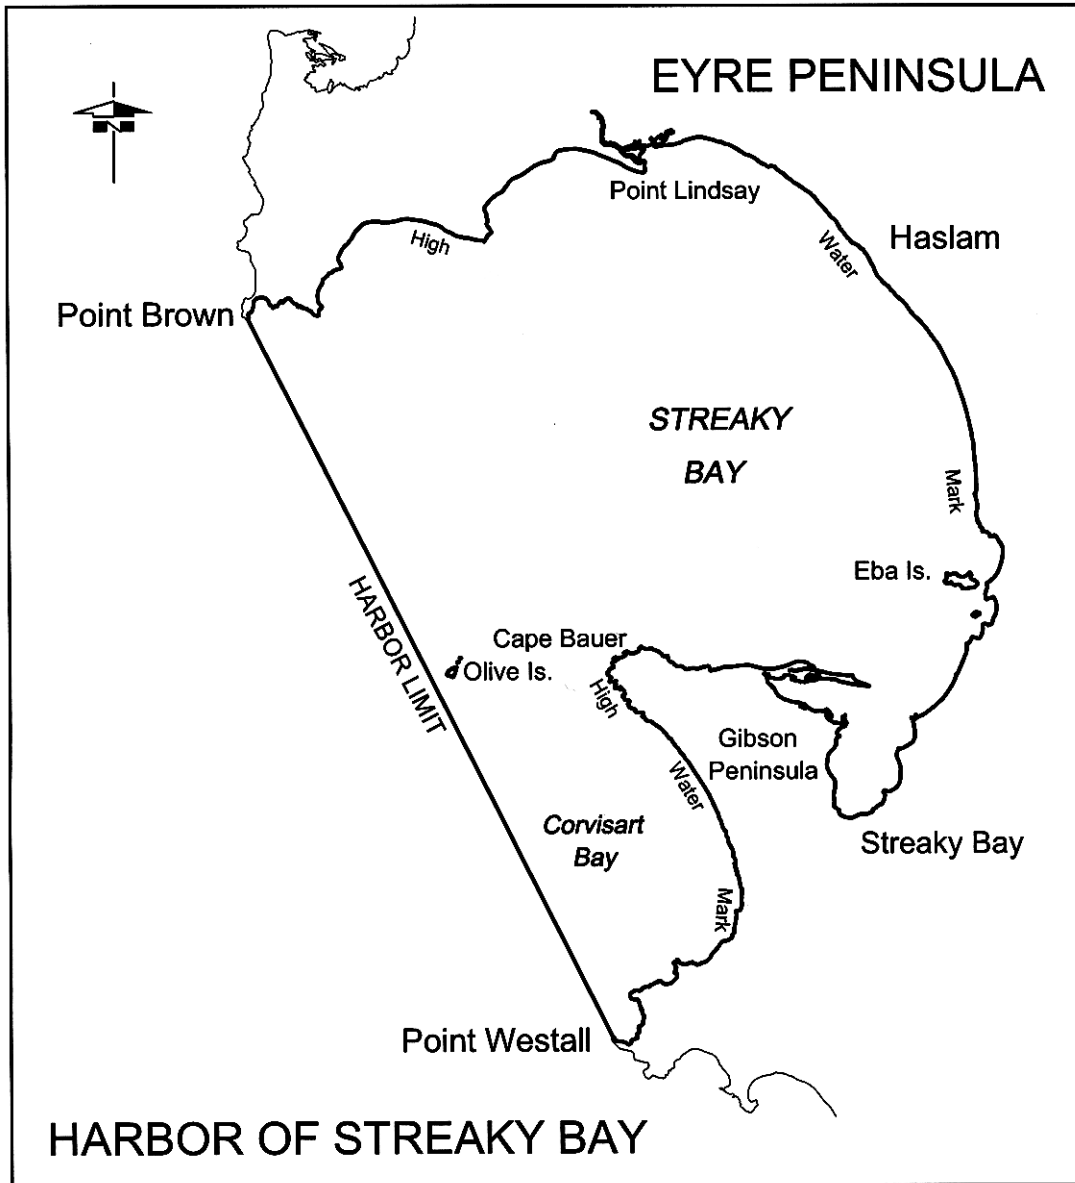 EYRE PENINSULA
N
Point Lindsay
High
Water
Haslam
Point Brown
STREAKY
BAY
Mark
Eba Is.
HARBOR LIMIT
Cape Bauer
Olive Is.
High
Gibson
Peninsula
Water
Corvisart
Bay
Streaky Bay
Mark
Point Westall
HARBOR OF STREAKY BAY